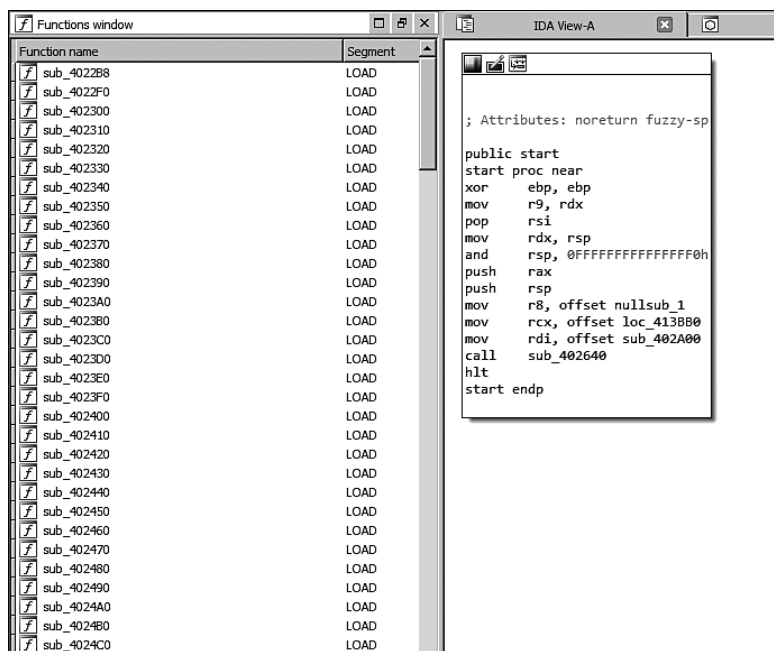 Functions window
Function name Segment
sub_4022B8 LOAD
sub_4022F0 LOAD
sub_402300 LOAD
sub_402310 LOAD
sub_402320 LOAD
sub_402330 LOAD
sub_402340 LOAD
sub_402350 LOAD
sub_402360 LOAD
sub_402370 LOAD
sub_402380 LOAD
sub_402390 LOAD
sub_4023A0 LOAD
sub_4023B0 LOAD
sub_4023C0 LOAD
sub_4023D0 LOAD
sub_4023E0 LOAD
sub_4023F0 LOAD
sub_402400 LOAD
sub_402410 LOAD
sub_402420 LOAD
sub_402430 LOAD
sub_402440 LOAD
sub_402450 LOAD
sub_402460 LOAD
sub_402470 LOAD
sub_402480 LOAD
sub_402490 LOAD
sub_4024A0 LOAD
sub_4024B0 LOAD
sub_4024C0 LOAD
IDA View-A
; Attributes: noreturn fuzzy-sp
public start
start proc near
xor ebp, ebp
mov r9, rdx
pop rsi
mov rdx, rsp
and rsp, 0FFFFFFFFFFFFFFF0h
push rax
push rsp
mov r8, offset nullsub_1
mov rcx, offset loc_413BB0
mov rdi, offset sub_402A00
call sub_402640
hlt
start endp